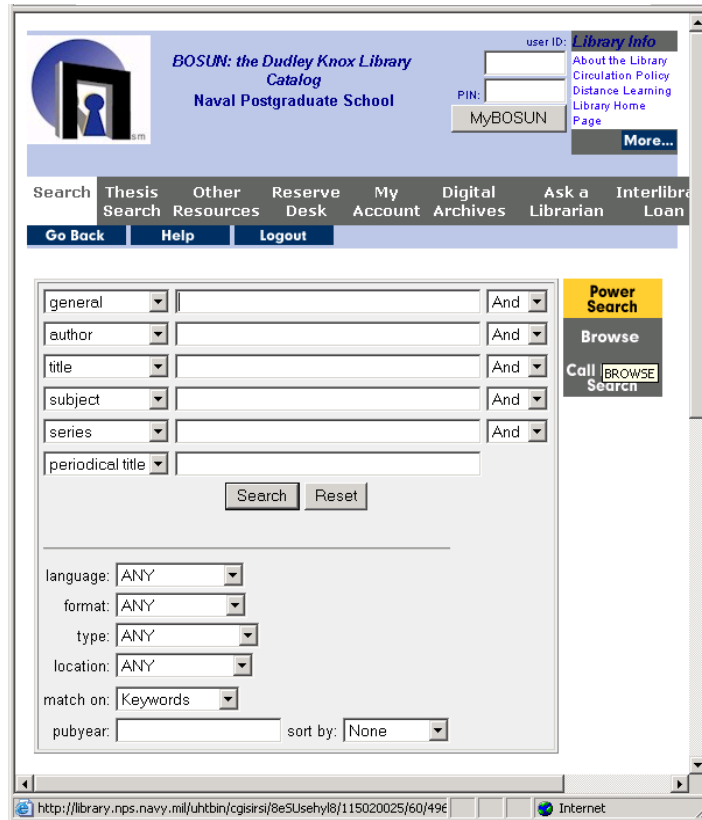 BOSUN: the Dudley Knox Library
Catalog
Naval Postgraduate School
sm
user ID:
PIN:
MyBOSUN
Library Info
About the Library
Circulation Policy
Distance Learning
Library Home
Page
More...
Search Thesis Search Other Resources Reserve Desk My Account Digital Archives Ask a Librarian Interlibra Loan
Go Back Help Logout
general And
author And
title And
subject And
series And
periodical title
Search Reset
Power
Search
Browse
Call
BROWSE
Search
language: ANY
format: ANY
type: ANY
location: ANY
match on: Keywords
pubyear: sort by: None
http://library.nps.navy.mil/uhtbin/cgisirsi/8eSUsehyl8/115020025/60/496 Internet